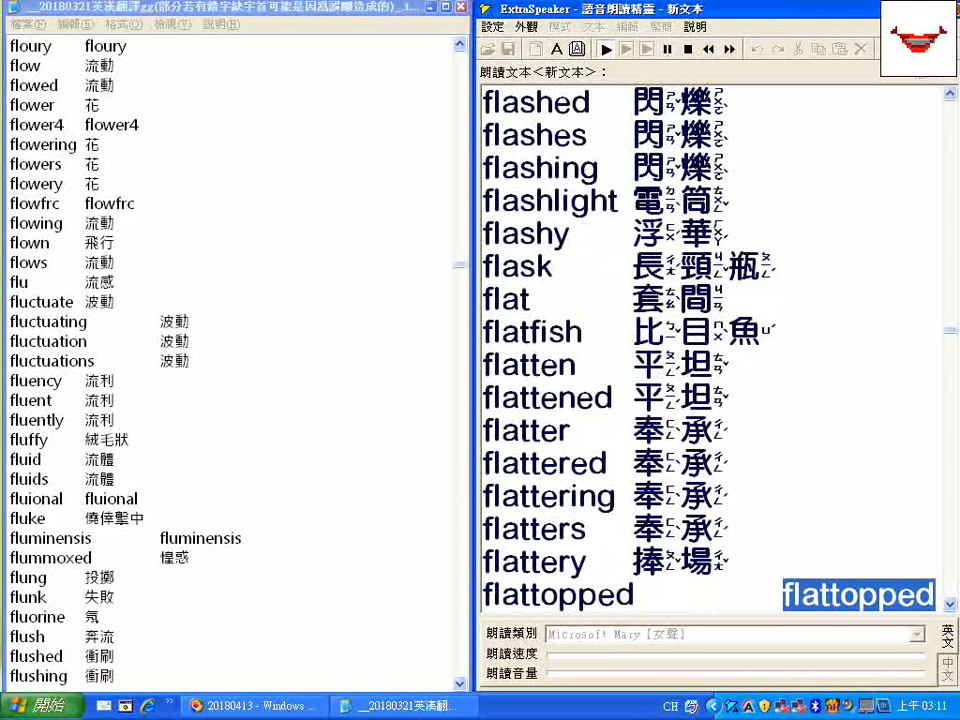 __20180321英漢翻譯gg(部分若有錯字缺字首可能是因為誤刪造成的)_.t...
檔案(F) 編輯(E) 格式(O) 檢視(V) 說明(H)
floury floury
flow 流動
flowed 流動
flower 花
flower4 flower4
flowering 花
flowers 花
flowery 花
flowfrc flowfrc
flowing 流動
flown 飛行
flows 流動
flu 流感
fluctuate 波動
fluctuating 波動
fluctuation 波動
fluctuations 波動
fluency 流利
fluent 流利
fluently 流利
fluffy 絨毛狀
fluid 流體
fluids 流體
fluional fluional
fluke 僥倖擊中
fluminensis fluminensis
flummoxed 惶惑
flung 投擲
flunk 失敗
fluorine 氖
flush 奔流
flushed 衝刷
flushing 衝刷
ExtraSpeaker - 語音朗讀精靈 - 新文本
設定 外觀 模式 文本 編輯 繁簡 說明
朗讀文本<新文本>：
flashed 閃爍
flashes 閃爍
flashing 閃爍
flashlight 電筒
flashy 浮華
flask 長頸瓶
flat 套間
flatfish 比目魚
flatten 平坦
flattened 平坦
flatter 奉承
flattered 奉承
flattering 奉承
flatters 奉承
flattery 捧場
flattopped flattopped
朗讀類別 Microsoft Mary【女聲】
朗讀速度
朗讀音量
英文
中文
開始
20180413 - Windows ...
__20180321英漢翻...
CH
上午 03:11